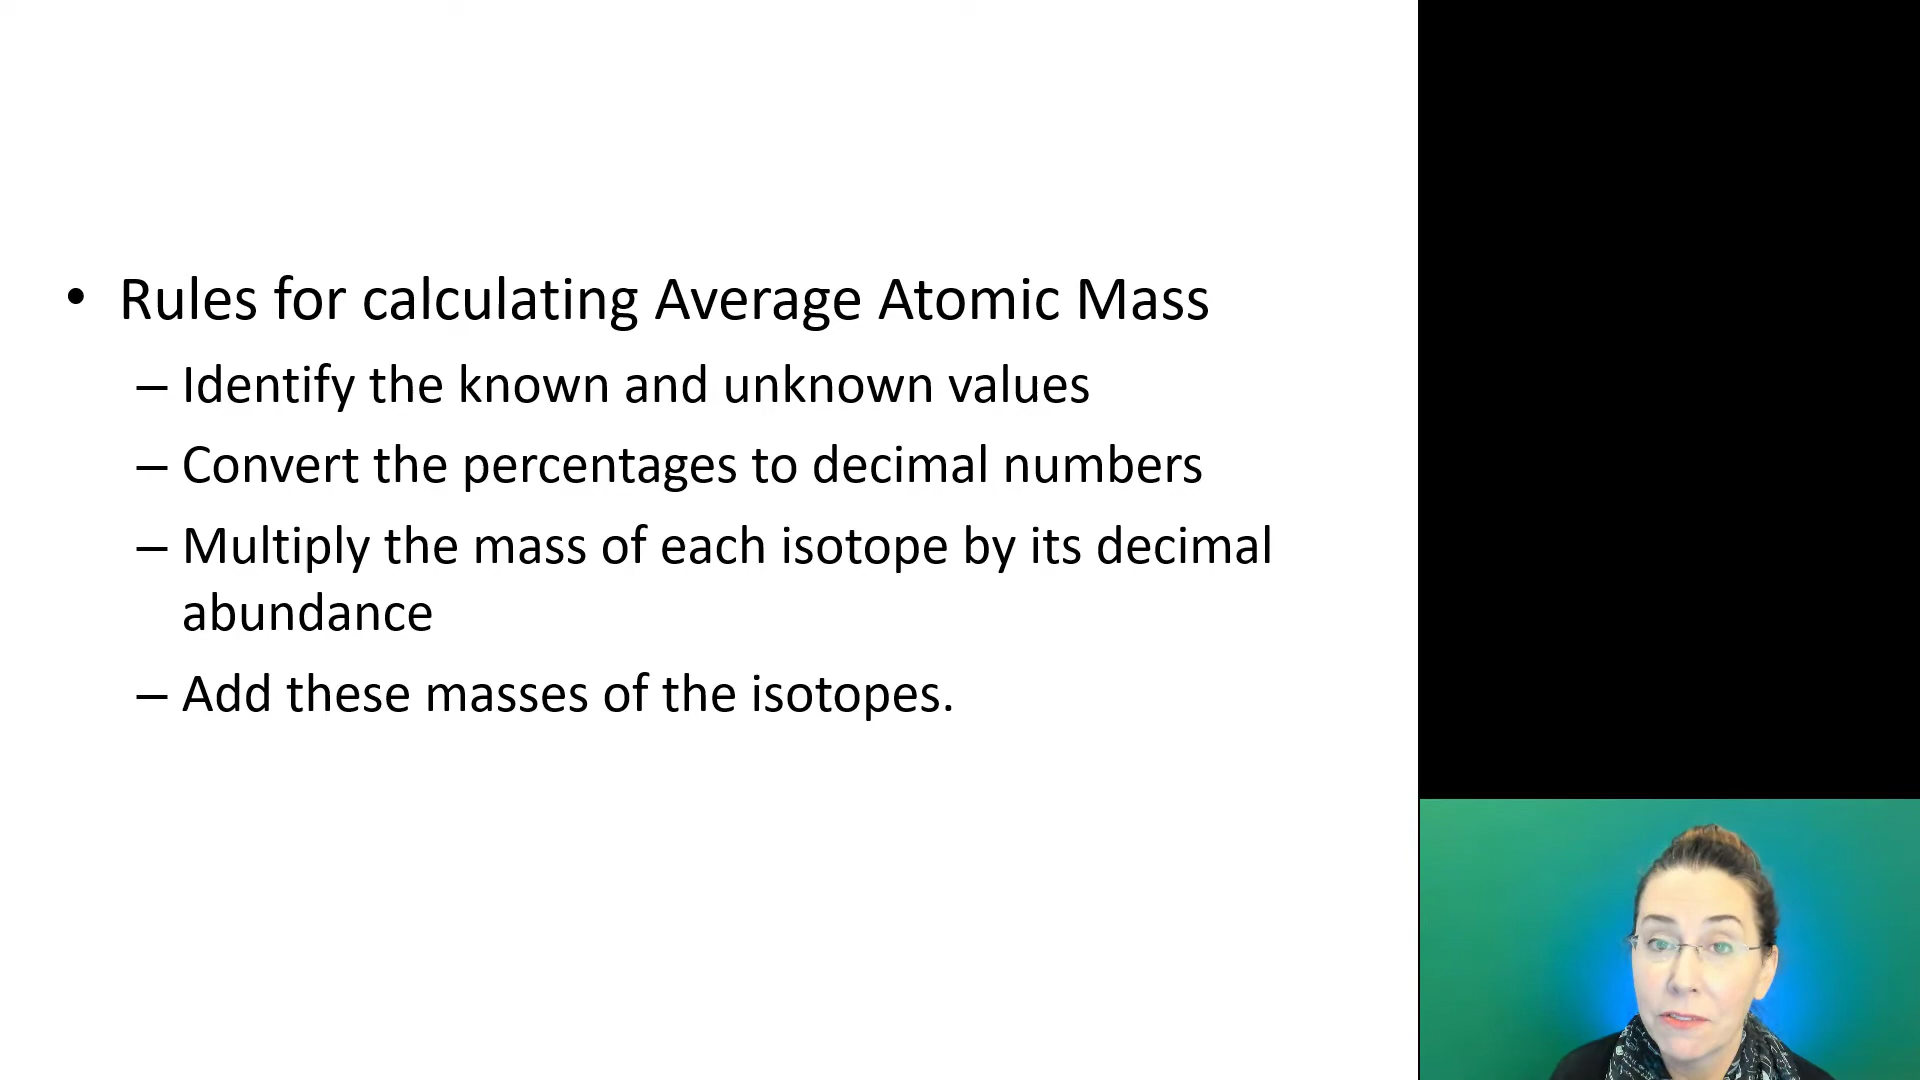 • Rules for calculating Average Atomic Mass
– Identify the known and unknown values
– Convert the percentages to decimal numbers
– Multiply the mass of each isotope by its decimal
abundance
– Add these masses of the isotopes.